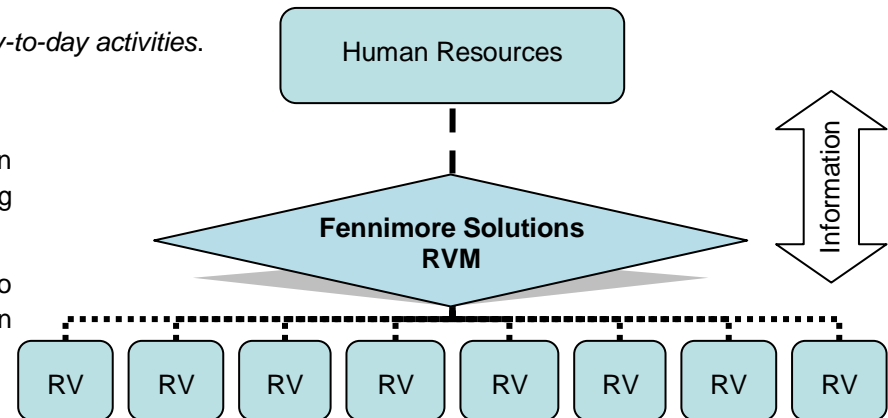 y-to-day activities.
Human Resources
n
g
Information
Fennimore Solutions
RVM
o
n
RV RV RV RV RV RV RV RV